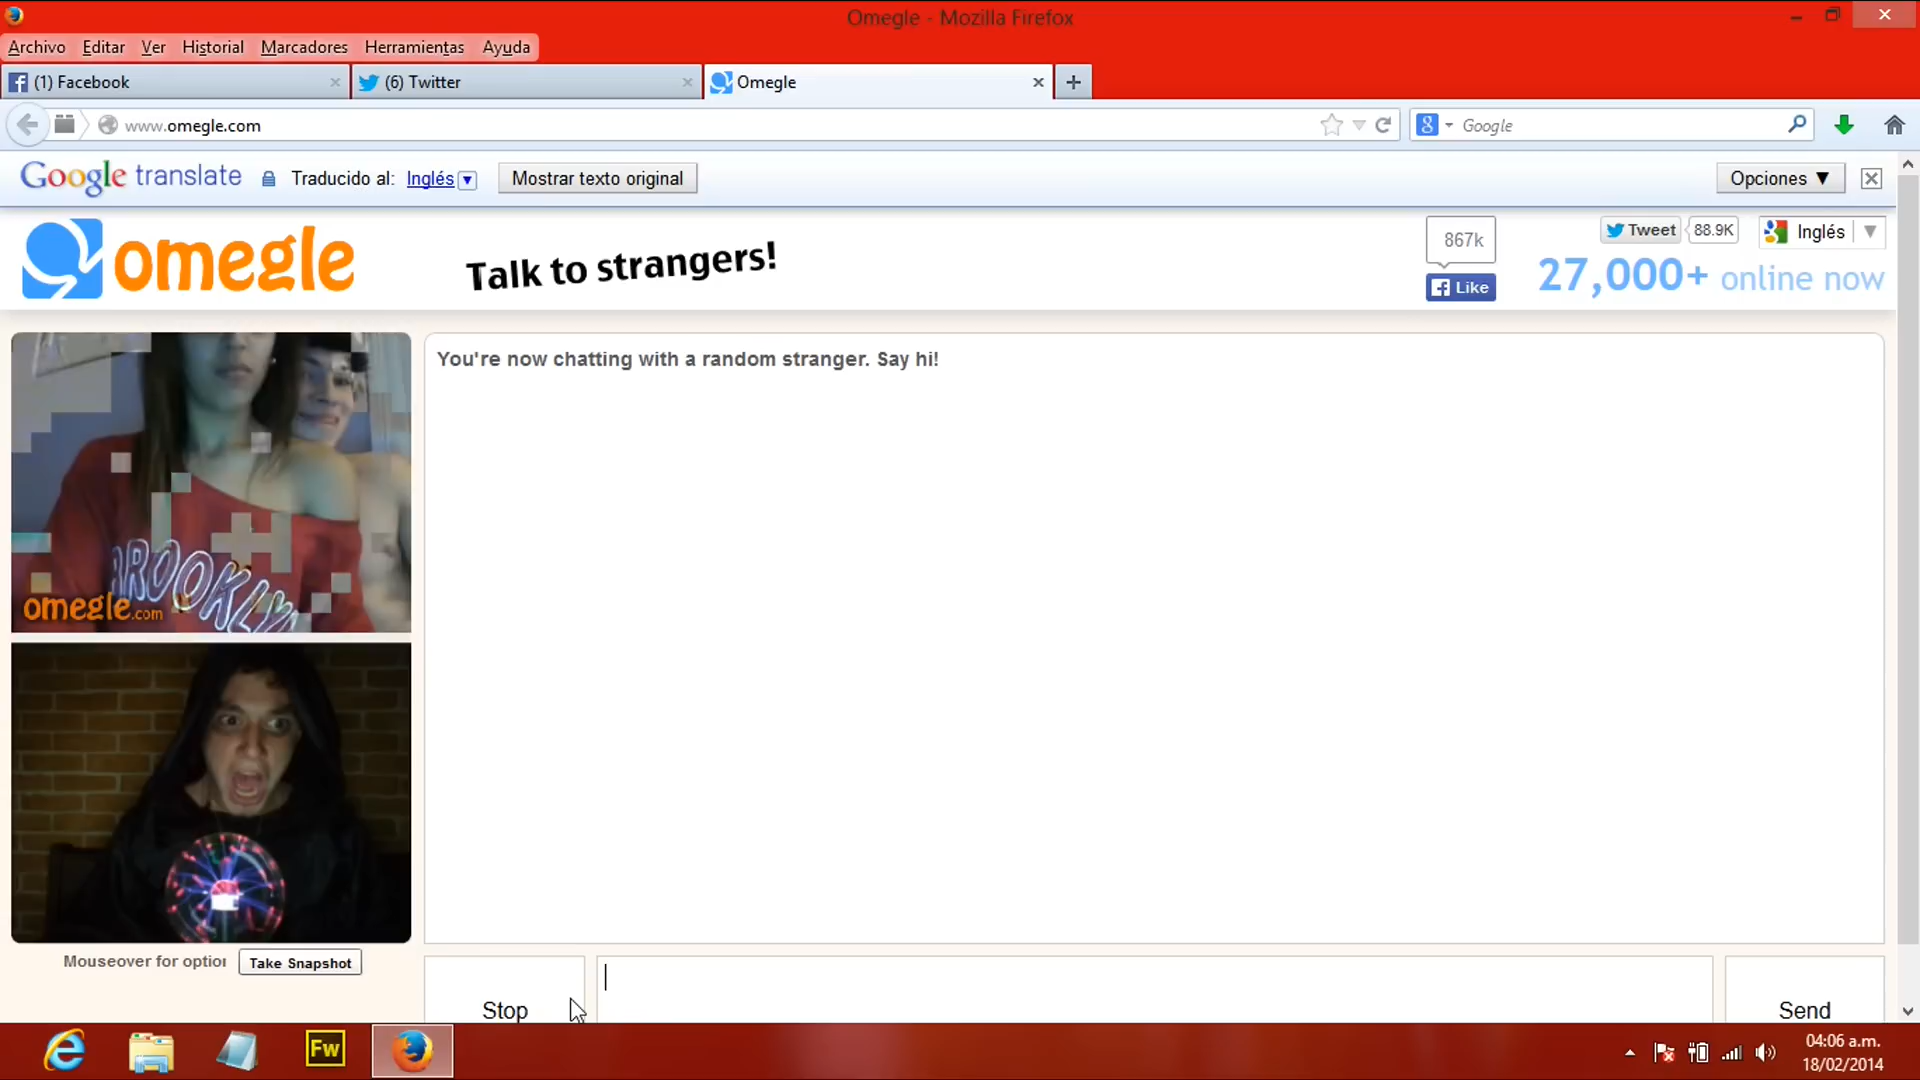 Omegle - Mozilla Firefox
Archivo Editar Ver Historial Marcadores Herramientas Ayuda
(1) Facebook
(6) Twitter
Omegle
www.omegle.com
Google
Google translate
Traducido al: Inglés
Mostrar texto original
Opciones ▼
omegle
Talk to strangers!
867k
Like
Tweet
88.9K
Inglés
27,000+ online now
You're now chatting with a random stranger. Say hi!
BROOKLYN
omegle.com
Mouseover for option
Take Snapshot
Stop
Send
Fw
04:06 a.m.
18/02/2014